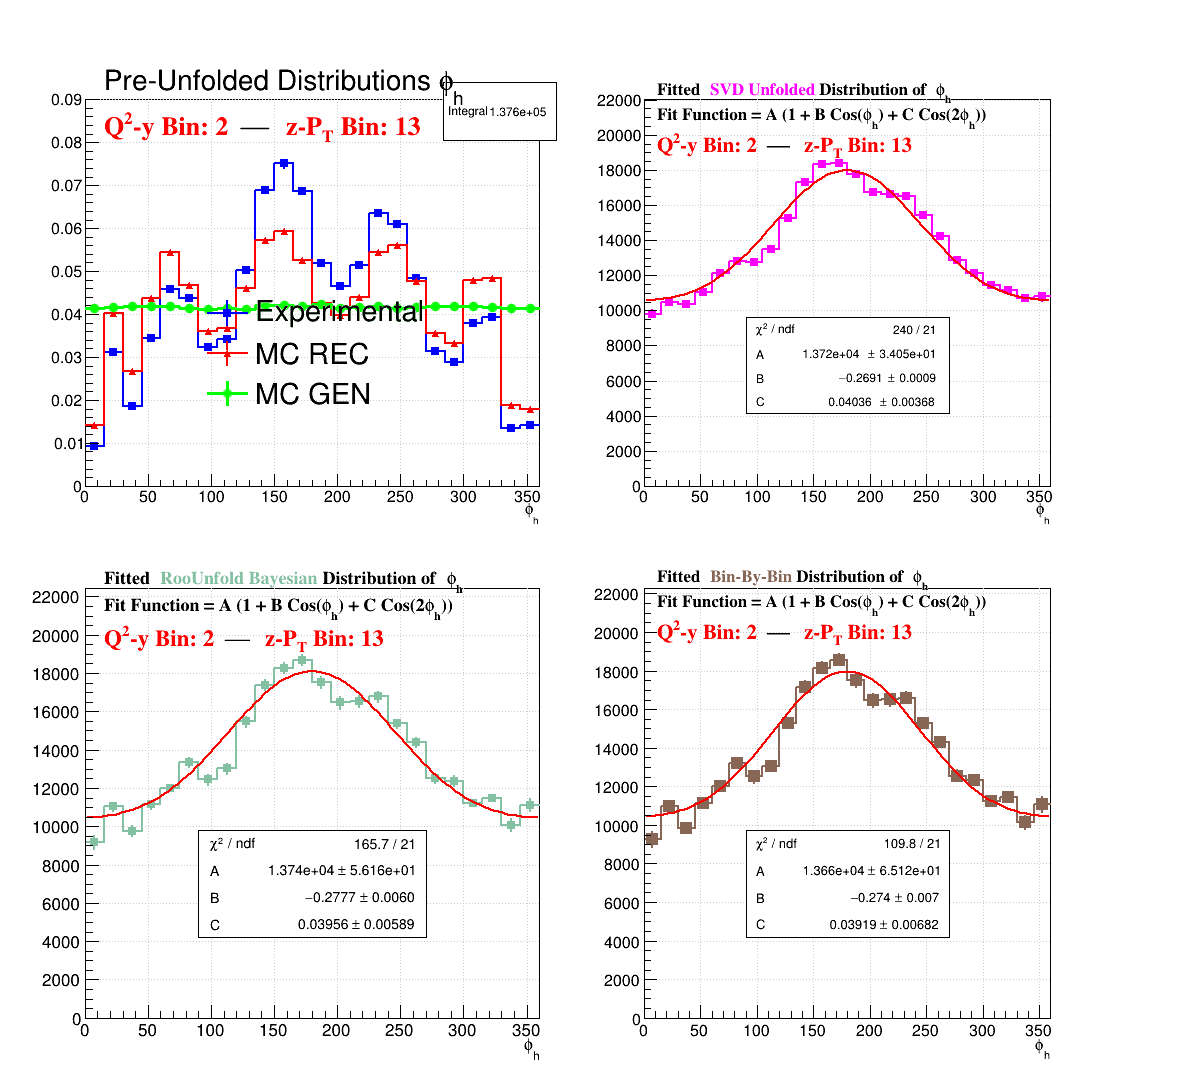 Pre-Unfolded Distributions ϕh
Integral 1.376e+05
Q²-y Bin: 2 — z-PT Bin: 13
0.09
0.08
0.07
0.06
0.05
0.04
0.03
0.02
0.01
0
Experimental
MC REC
MC GEN
0 50 100 150 200 250 300 350
ϕh
Fitted SVD Unfolded Distribution of ϕh
Fit Function = A (1 + B Cos(ϕh) + C Cos(2ϕh))
Q²-y Bin: 2 — z-PT Bin: 13
22000
20000
18000
16000
14000
12000
10000
8000
6000
4000
2000
0
χ² / ndf 240 / 21
A 1.372e+04 ± 3.405e+01
B −0.2691 ± 0.0009
C 0.04036 ± 0.00368
0 50 100 150 200 250 300 350
ϕh
Fitted RooUnfold Bayesian Distribution of ϕh
Fit Function = A (1 + B Cos(ϕh) + C Cos(2ϕh))
Q²-y Bin: 2 — z-PT Bin: 13
22000
20000
18000
16000
14000
12000
10000
8000
6000
4000
2000
0
χ² / ndf 165.7 / 21
A 1.374e+04 ± 5.616e+01
B −0.2777 ± 0.0060
C 0.03956 ± 0.00589
0 50 100 150 200 250 300 350
ϕh
Fitted Bin-By-Bin Distribution of ϕh
Fit Function = A (1 + B Cos(ϕh) + C Cos(2ϕh))
Q²-y Bin: 2 — z-PT Bin: 13
22000
20000
18000
16000
14000
12000
10000
8000
6000
4000
2000
0
χ² / ndf 109.8 / 21
A 1.366e+04 ± 6.512e+01
B −0.274 ± 0.007
C 0.03919 ± 0.00682
0 50 100 150 200 250 300 350
ϕh